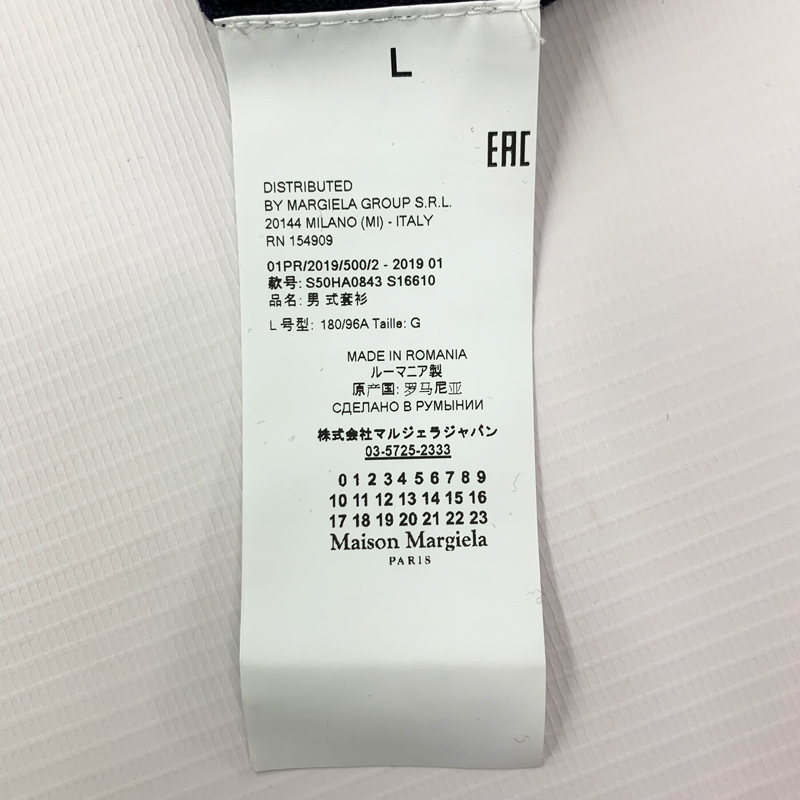 L
EAC
DISTRIBUTED
BY MARGIELA GROUP S.R.L.
20144 MILANO (MI) - ITALY
RN 154909
01PR/2019/500/2 - 2019 01
款号: S50HA0843 S16610
品名: 男 式套衫
L 号型: 180/96A Taille: G
MADE IN ROMANIA
ルーマニア製
原产国: 罗马尼亚
СДЕЛАНО В РУМЫНИИ
株式会社マルジェラジャパン
03-5725-2333
0 1 2 3 4 5 6 7 8 9
10 11 12 13 14 15 16
17 18 19 20 21 22 23
Maison Margiela
PARIS